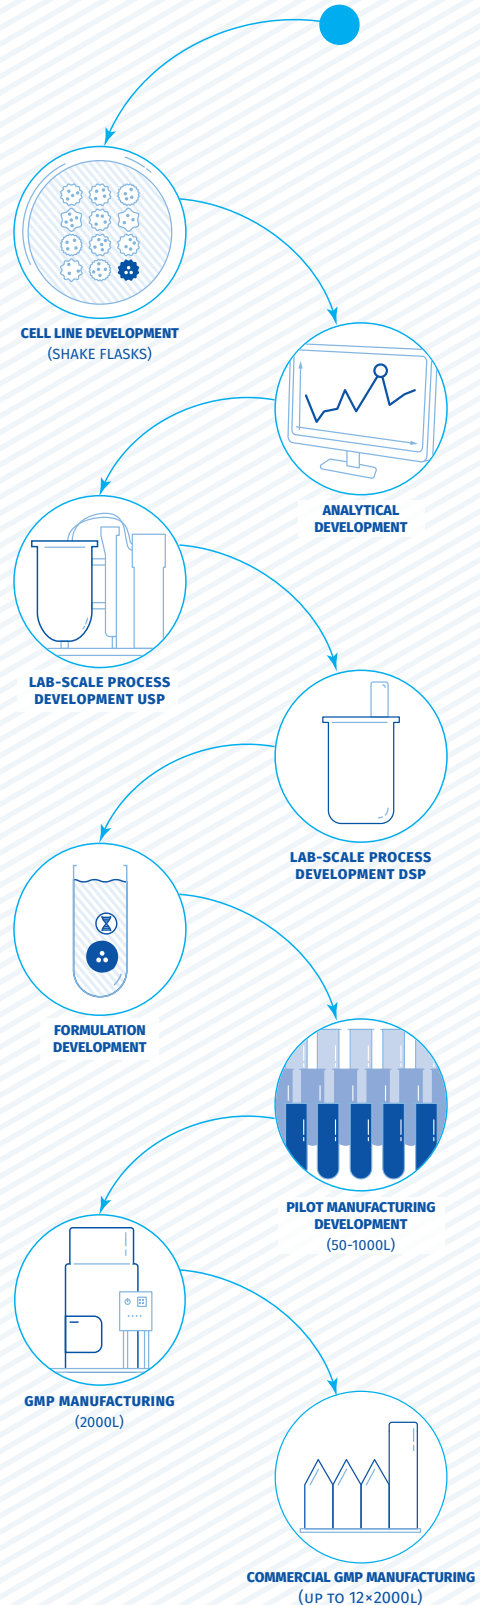 CELL LINE DEVELOPMENT
(SHAKE FLASKS)
ANALYTICAL
DEVELOPMENT
LAB-SCALE PROCESS
DEVELOPMENT USP
LAB-SCALE PROCESS
DEVELOPMENT DSP
FORMULATION
DEVELOPMENT
PILOT MANUFACTURING
DEVELOPMENT
(50-1000L)
GMP MANUFACTURING
(2000L)
COMMERCIAL GMP MANUFACTURING
(UP TO 12×2000L)